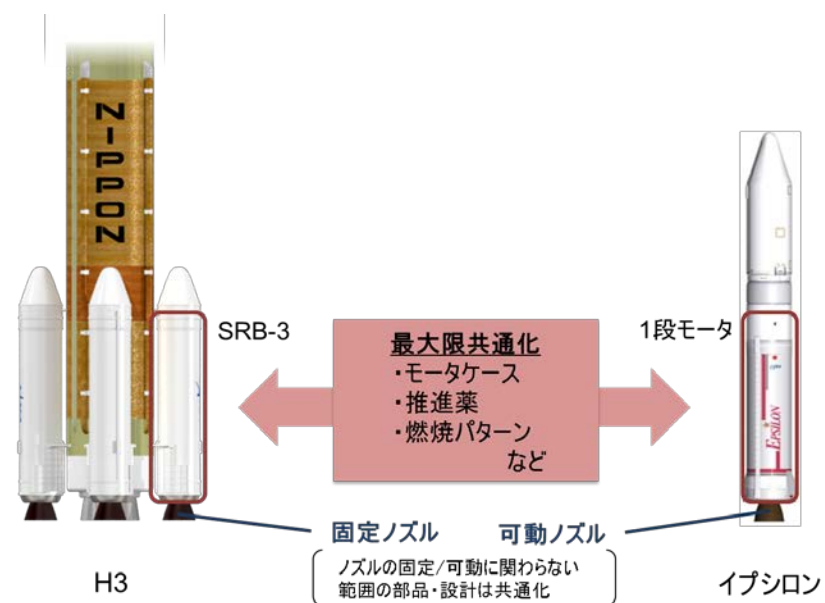 NIPPON
SRB-3
最大限共通化
・モータケース
・推進薬
・燃焼パターン
など
1段モータ
EPSILON
固定ノズル
可動ノズル
ノズルの固定/可動に関わらない
範囲の部品・設計は共通化
H3
イプシロン